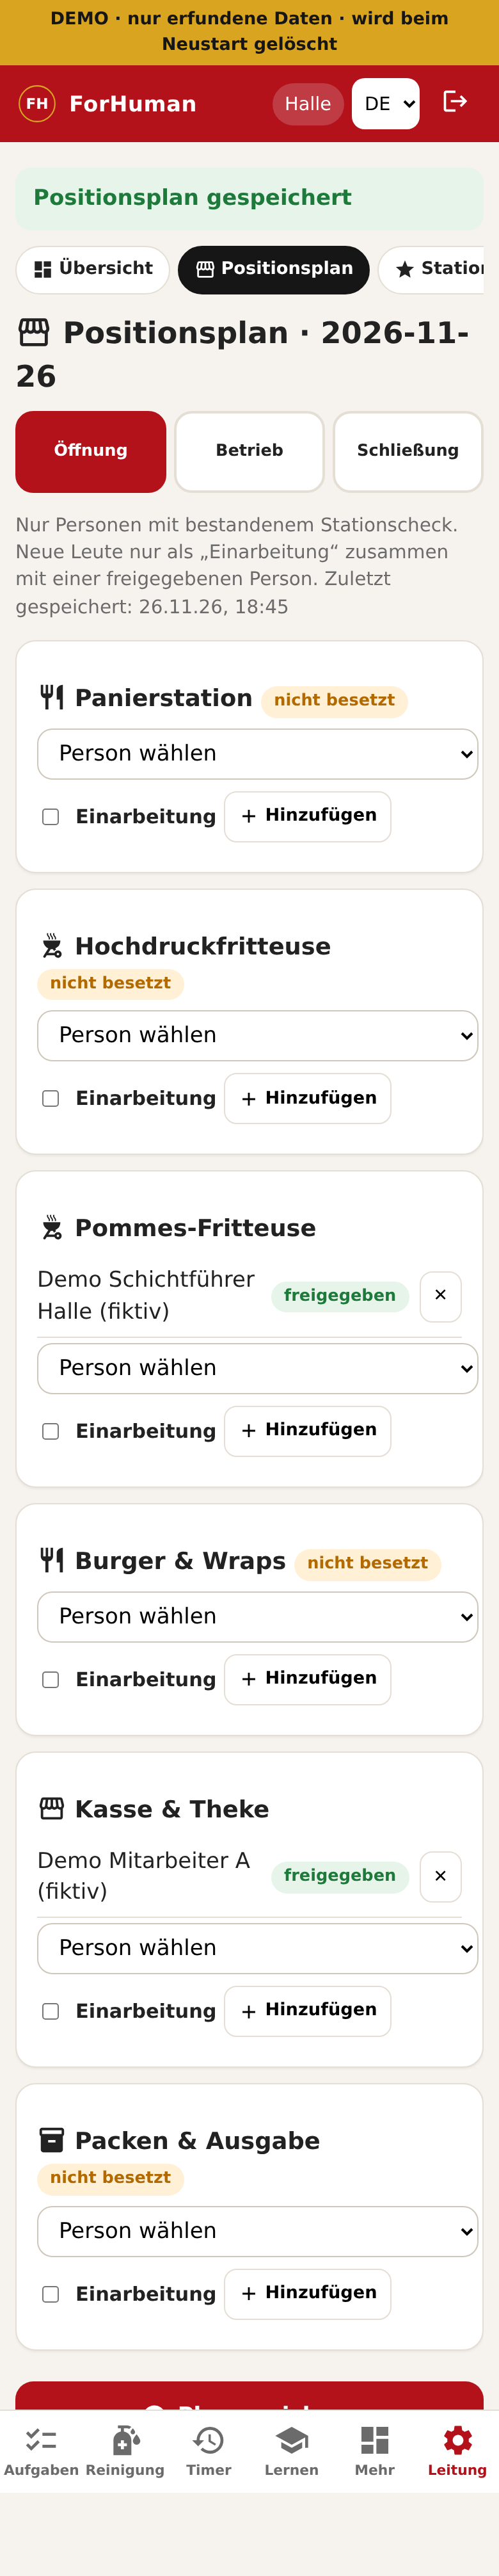 DEMO · nur erfundene Daten · wird beim
Neustart gelöscht
FH ForHuman Halle DE
Positionsplan gespeichert
Übersicht Positionsplan Station
Positionsplan · 2026-11-
26
Öffnung Betrieb Schließung
Nur Personen mit bestandenem Stationscheck.
Neue Leute nur als „Einarbeitung“ zusammen
mit einer freigegebenen Person. Zuletzt
gespeichert: 26.11.26, 18:45
Panierstation nicht besetzt
Person wählen
Einarbeitung + Hinzufügen
Hochdruckfritteuse
nicht besetzt
Person wählen
Einarbeitung + Hinzufügen
Pommes-Fritteuse
Demo Schichtführer
Halle (fiktiv) freigegeben ×
Person wählen
Einarbeitung + Hinzufügen
Burger & Wraps nicht besetzt
Person wählen
Einarbeitung + Hinzufügen
Kasse & Theke
Demo Mitarbeiter A
(fiktiv) freigegeben ×
Person wählen
Einarbeitung + Hinzufügen
Packen & Ausgabe
nicht besetzt
Person wählen
Einarbeitung + Hinzufügen
Aufgaben Reinigung Timer Lernen Mehr Leitung